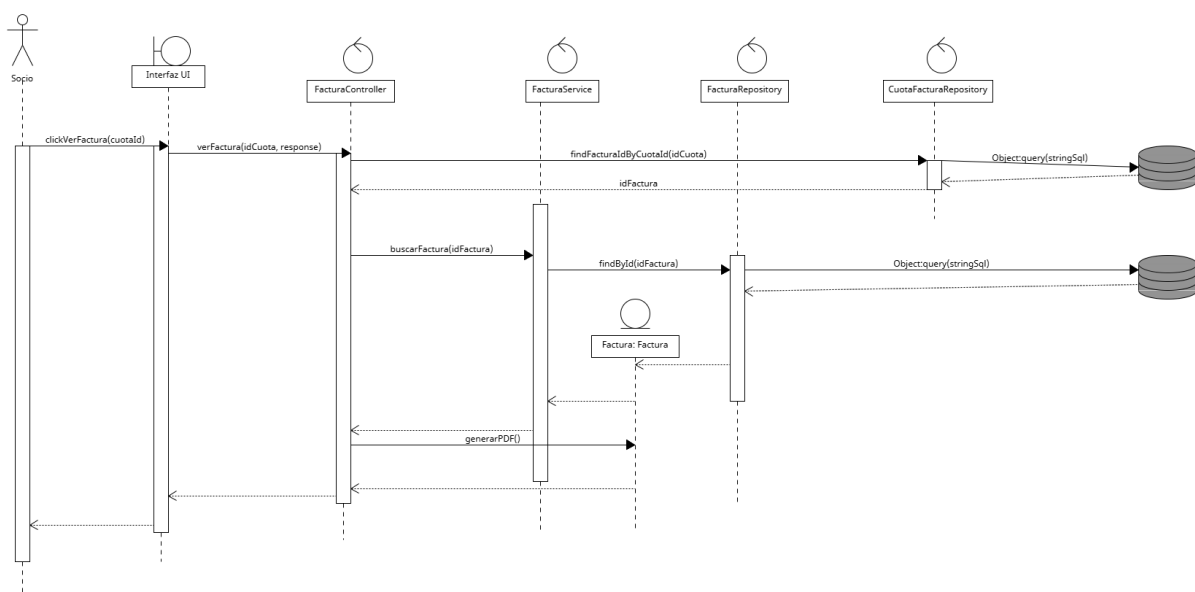 Socio
Interfaz UI
FacturaController
FacturaService
FacturaRepository
CuotaFacturaRepository
clickVerFactura(cuotaId)
verFactura(idCuota, response)
findFacturaIdByCuotaId(idCuota)
Object:query(stringSql)
idFactura
buscarFactura(idFactura)
findById(idFactura)
Object:query(stringSql)
Factura: Factura
generarPDF()